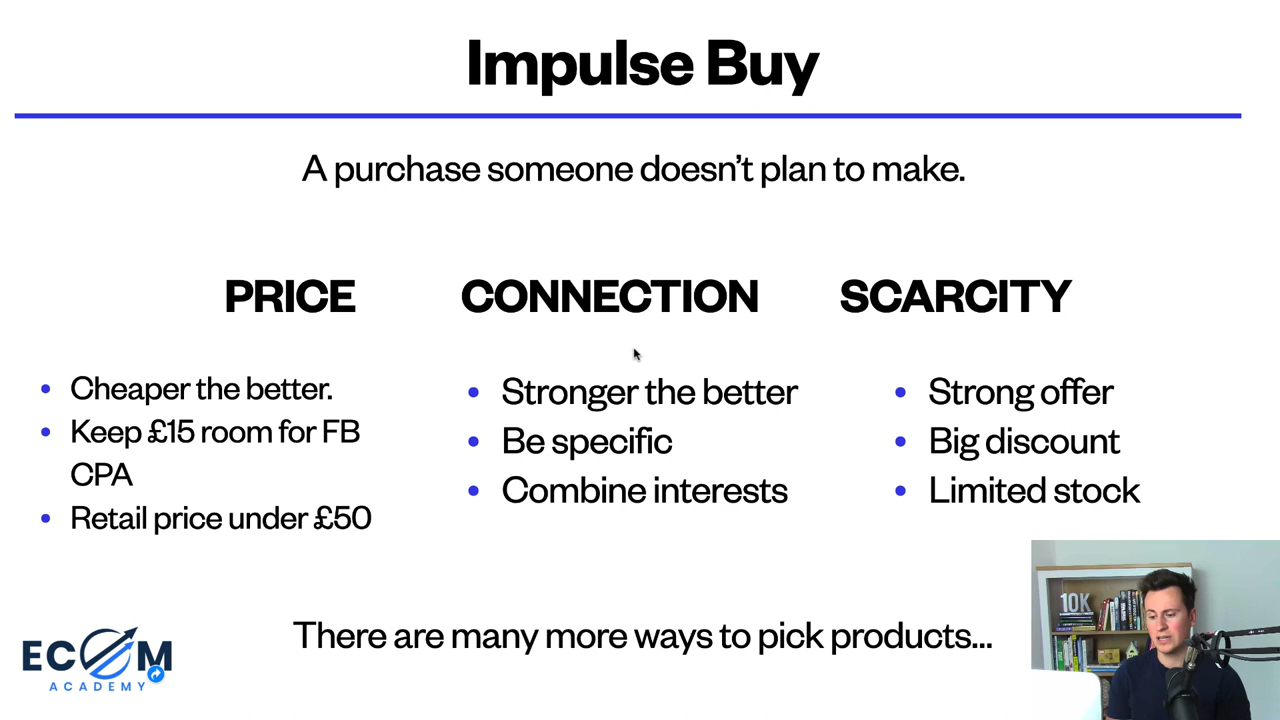 Impulse Buy
A purchase someone doesn't plan to make.
PRICE
Cheaper the better.
Keep £15 room for FB
CPA
Retail price under £50
CONNECTION
Stronger the better
Be specific
Combine interests
SCARCITY
Strong offer
Big discount
Limited stock
There are many more ways to pick products...
ECOM
ACADEMY
10K